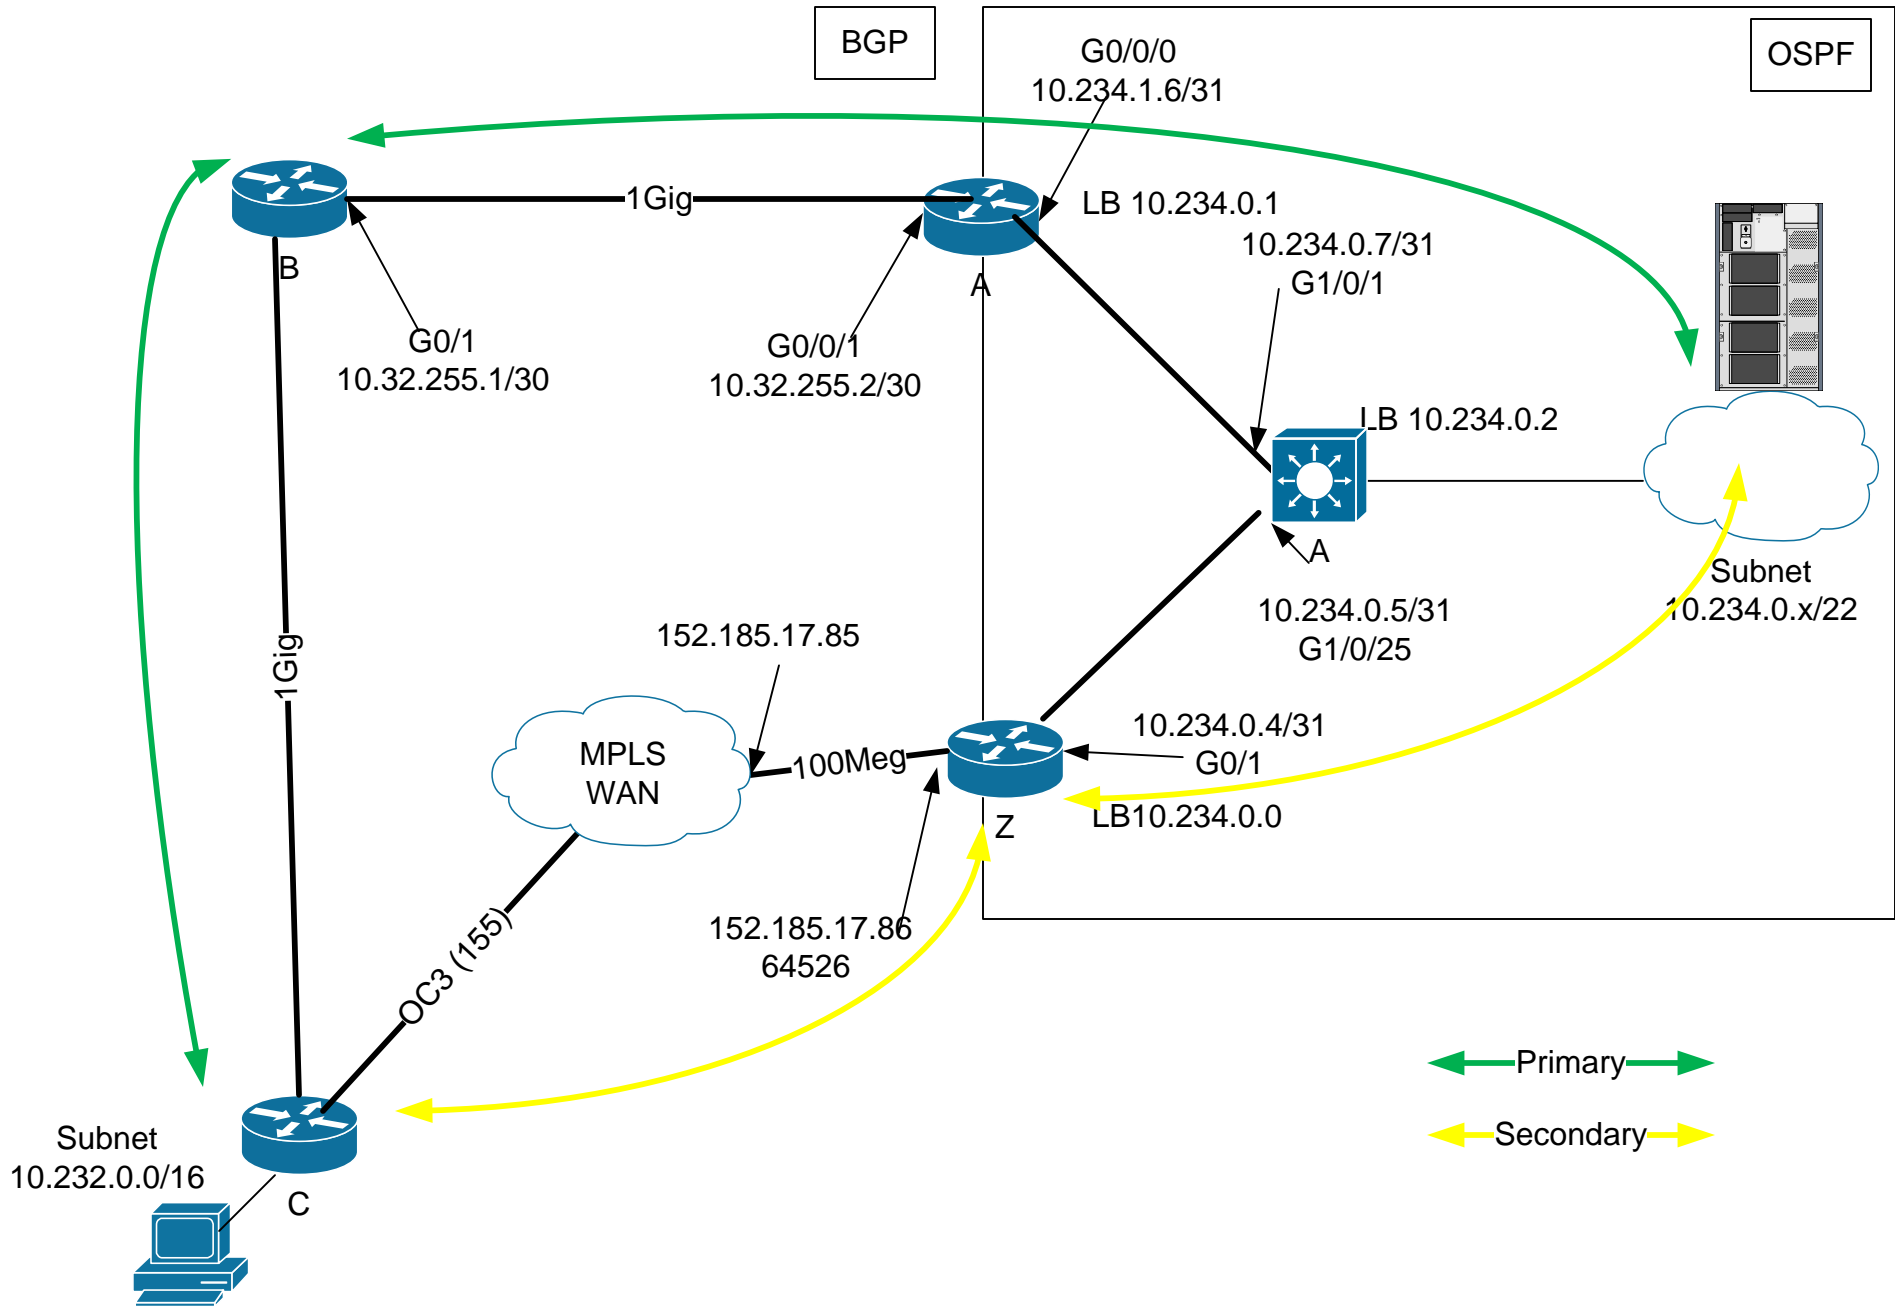 BGP
OSPF
G0/0/0
10.234.1.6/31
1Gig
LB 10.234.0.1
10.234.0.7/31
G1/0/1
B
A
G0/1
10.32.255.1/30
G0/0/1
10.32.255.2/30
LB 10.234.0.2
A
Subnet
10.234.0.x/22
10.234.0.5/31
G1/0/25
1Gig
152.185.17.85
MPLS
WAN
100Meg
10.234.0.4/31
G0/1
LB10.234.0.0
Z
152.185.17.86
64526
OC3 (155)
Primary
Secondary
Subnet
10.232.0.0/16
C